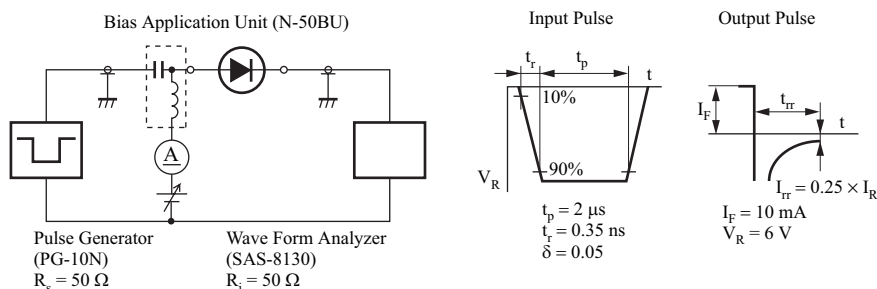 Bias Application Unit (N-50BU)
A
Pulse Generator
(PG-10N)
R_s = 50 Ω
Wave Form Analyzer
(SAS-8130)
R_i = 50 Ω
Input Pulse
t_r
t_p
t
10%
90%
V_R
t_p = 2 μs
t_r = 0.35 ns
δ = 0.05
Output Pulse
I_F
t_rr
t
I_rr = 0.25 × I_R
I_F = 10 mA
V_R = 6 V